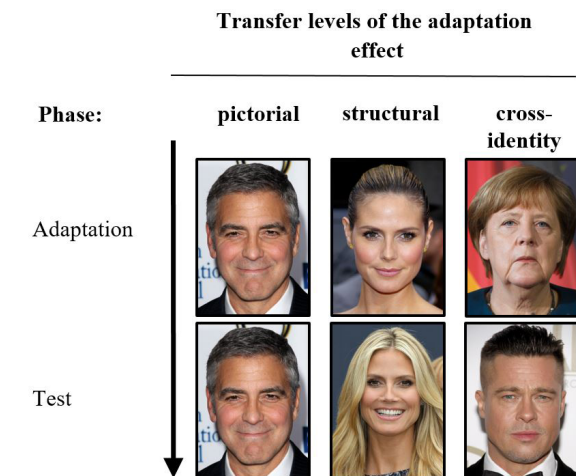 Transfer levels of the adaptation
effect
Phase:
pictorial
structural
cross-
identity
Adaptation
Test